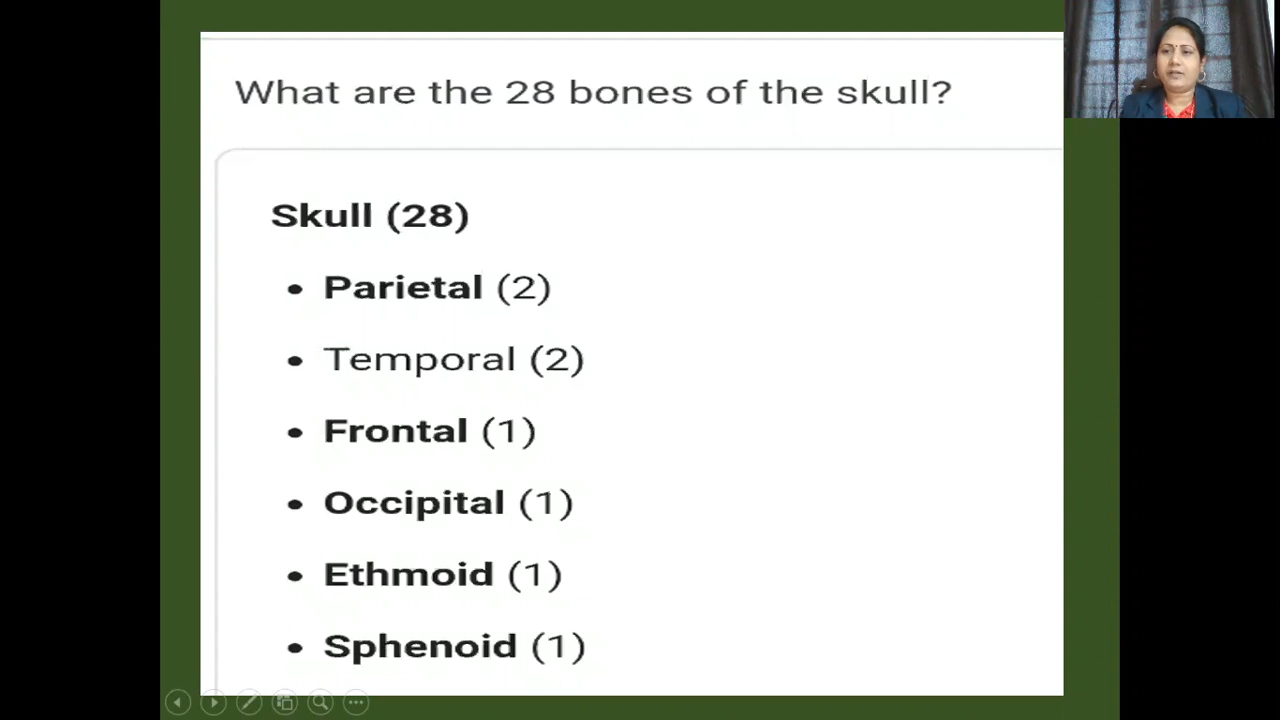 What are the 28 bones of the skull?
Skull (28)
• Parietal (2)
• Temporal (2)
• Frontal (1)
• Occipital (1)
• Ethmoid (1)
• Sphenoid (1)